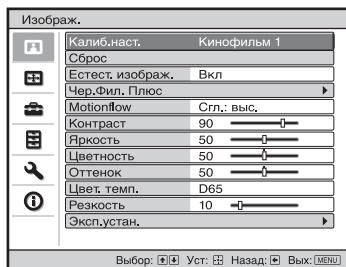 Изображ.
Калиб.наст. Кинофильм 1
Сброс
Естест. изображ. Вкл
Чер.Фил. Плюс
Motionflow Сгл.: выс.
Контраст 90
Яркость 50
Цветность 50
Оттенок 50
Цвет. темп. D65
Резкость 10
Эксп.устан.
Выбор: Уст: Назад: Вых: MENU